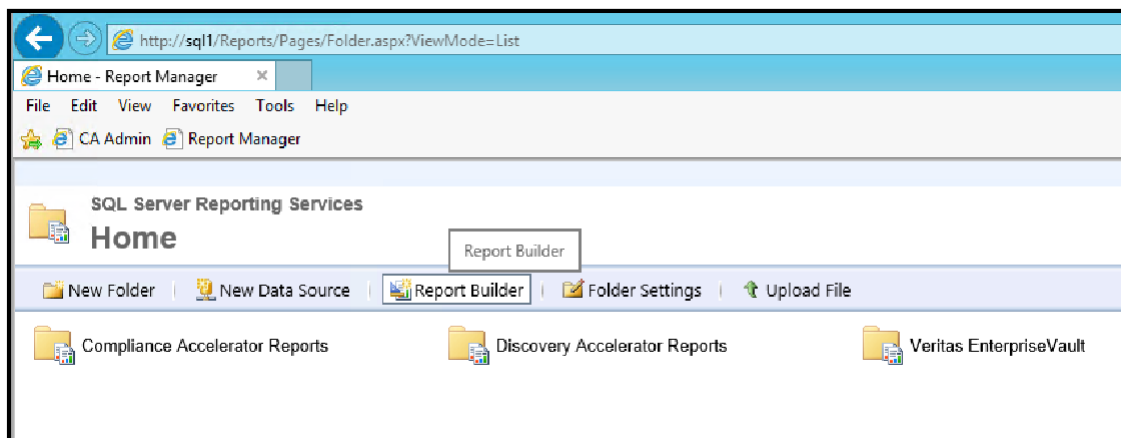 http://sql1/Reports/Pages/Folder.aspx?ViewMode=List
Home - Report Manager
File Edit View Favorites Tools Help
CA Admin Report Manager
SQL Server Reporting Services
Home
Report Builder
New Folder New Data Source Report Builder Folder Settings Upload File
Compliance Accelerator Reports Discovery Accelerator Reports Veritas EnterpriseVault